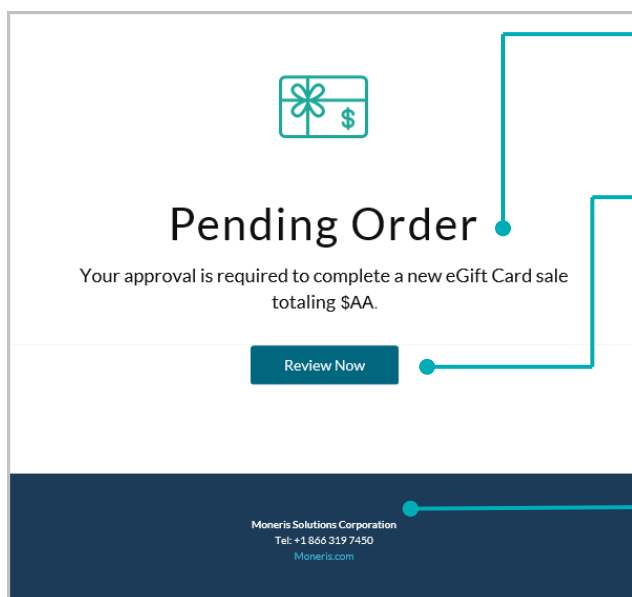 $
Pending Order
Your approval is required to complete a new eGift Card sale
totaling $AA.
Review Now
Moneris Solutions Corporation
Tel: +1 866 319 7450
Moneris.com